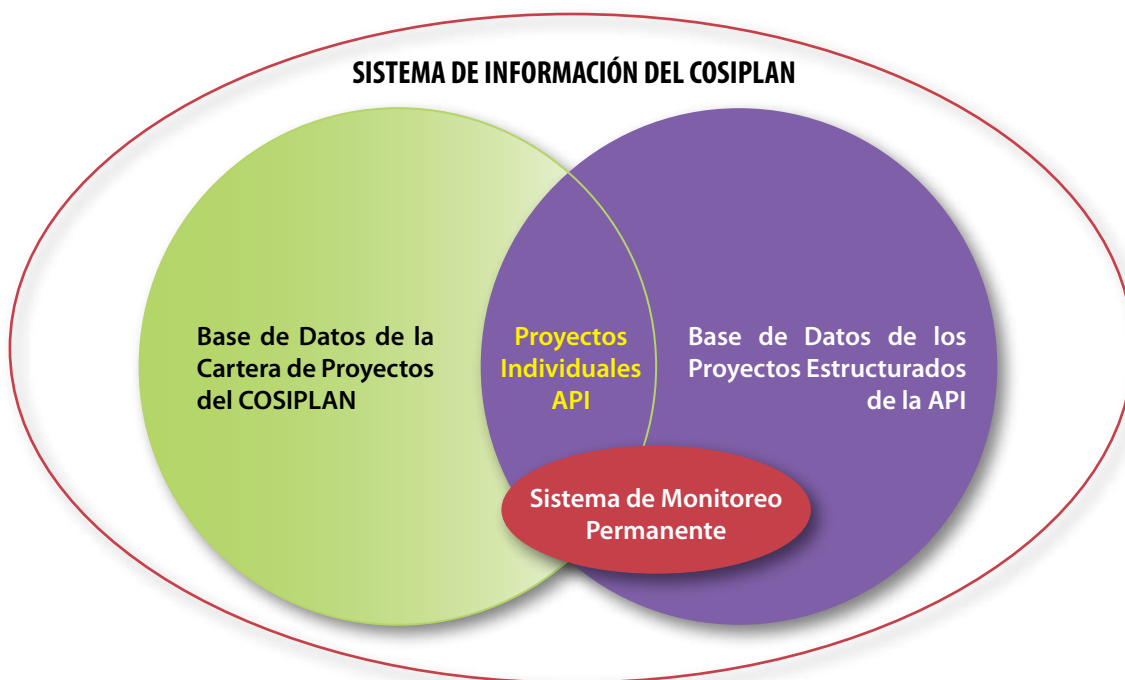 SISTEMA DE INFORMACIÓN DEL COSIPLAN
Base de Datos de la
Cartera de Proyectos
del COSIPLAN
Proyectos
Individuales
API
Base de Datos de los
Proyectos Estructurados
de la API
Sistema de Monitoreo
Permanente